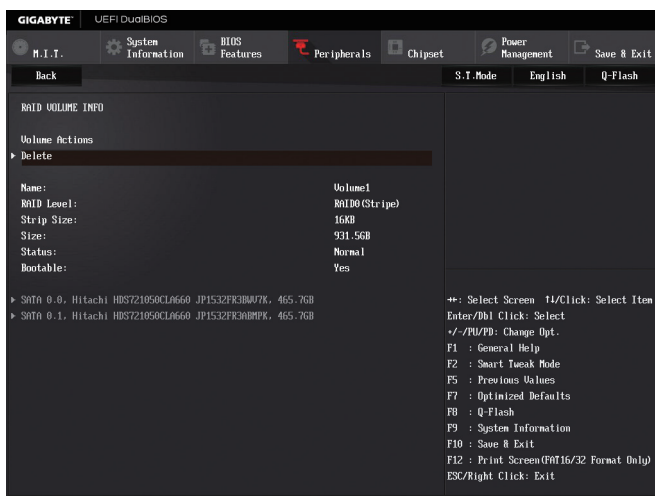 GIGABYTE™ UEFI DualBIOS
M.I.T.
System Information
BIOS Features
Peripherals
Chipset
Power Management
Save & Exit
Back
S.T.Mode English Q-Flash
RAID VOLUME INFO
Volume Actions
Delete
Name: Volume1
RAID Level: RAID0(Stripe)
Strip Size: 16KB
Size: 931.5GB
Status: Normal
Bootable: Yes
SATA 0.0, Hitachi HDS721050CLA660 JP1532FR3BWV7K, 465.7GB
SATA 0.1, Hitachi HDS721050CLA660 JP1532FR3ABMPK, 465.7GB
→←: Select Screen ↑↓/Click: Select Item
Enter/Dbl Click: Select
+/-/PU/PD: Change Opt.
F1 : General Help
F2 : Smart Tweak Mode
F5 : Previous Values
F7 : Optimized Defaults
F8 : Q-Flash
F9 : System Information
F10 : Save & Exit
F12 : Print Screen(FAT16/32 Format Only)
ESC/Right Click: Exit